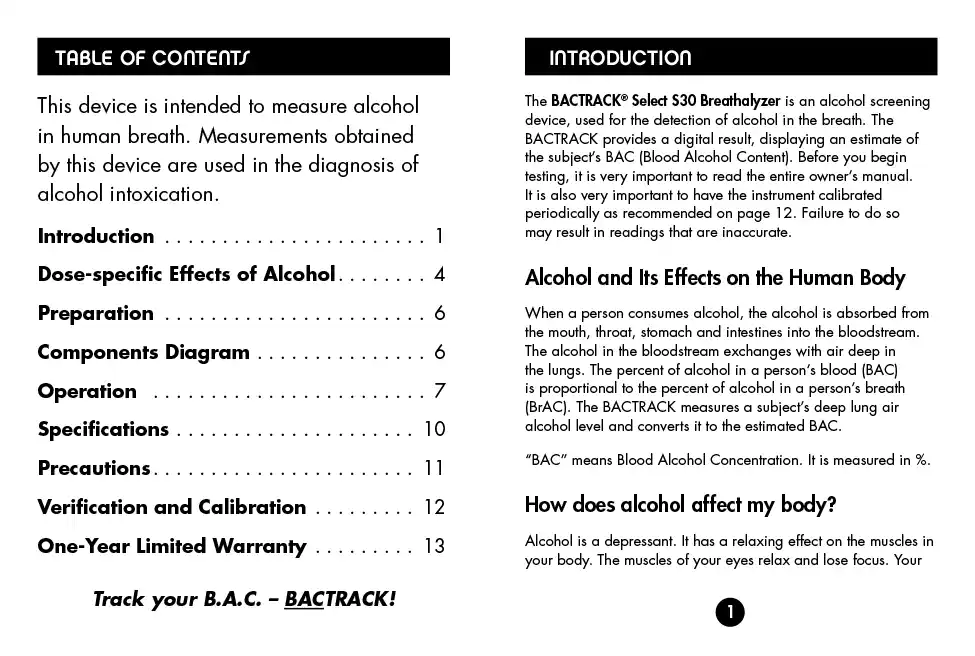 TABLE OF CONTENTS
This device is intended to measure alcohol
in human breath. Measurements obtained
by this device are used in the diagnosis of
alcohol intoxication.
Introduction . . . . . . . . . . . . . . . . . . . . . . . 1
Dose-specific Effects of Alcohol. . . . . . . . 4
Preparation . . . . . . . . . . . . . . . . . . . . . . . 6
Components Diagram . . . . . . . . . . . . . . . 6
Operation . . . . . . . . . . . . . . . . . . . . . . . . 7
Specifications . . . . . . . . . . . . . . . . . . . . . 10
Precautions. . . . . . . . . . . . . . . . . . . . . . . 11
Verification and Calibration . . . . . . . . . 12
One-Year Limited Warranty . . . . . . . . . 13
Track your B.A.C. – BACTRACK!
INTRODUCTION
The BACTRACK® Select S30 Breathalyzer is an alcohol screening
device, used for the detection of alcohol in the breath. The
BACTRACK provides a digital result, displaying an estimate of
the subject’s BAC (Blood Alcohol Content). Before you begin
testing, it is very important to read the entire owner’s manual.
It is also very important to have the instrument calibrated
periodically as recommended on page 12. Failure to do so
may result in readings that are inaccurate.
Alcohol and Its Effects on the Human Body
When a person consumes alcohol, the alcohol is absorbed from
the mouth, throat, stomach and intestines into the bloodstream.
The alcohol in the bloodstream exchanges with air deep in
the lungs. The percent of alcohol in a person’s blood (BAC)
is proportional to the percent of alcohol in a person’s breath
(BrAC). The BACTRACK measures a subject’s deep lung air
alcohol level and converts it to the estimated BAC.
“BAC” means Blood Alcohol Concentration. It is measured in %.
How does alcohol affect my body?
Alcohol is a depressant. It has a relaxing effect on the muscles in
your body. The muscles of your eyes relax and lose focus. Your
1